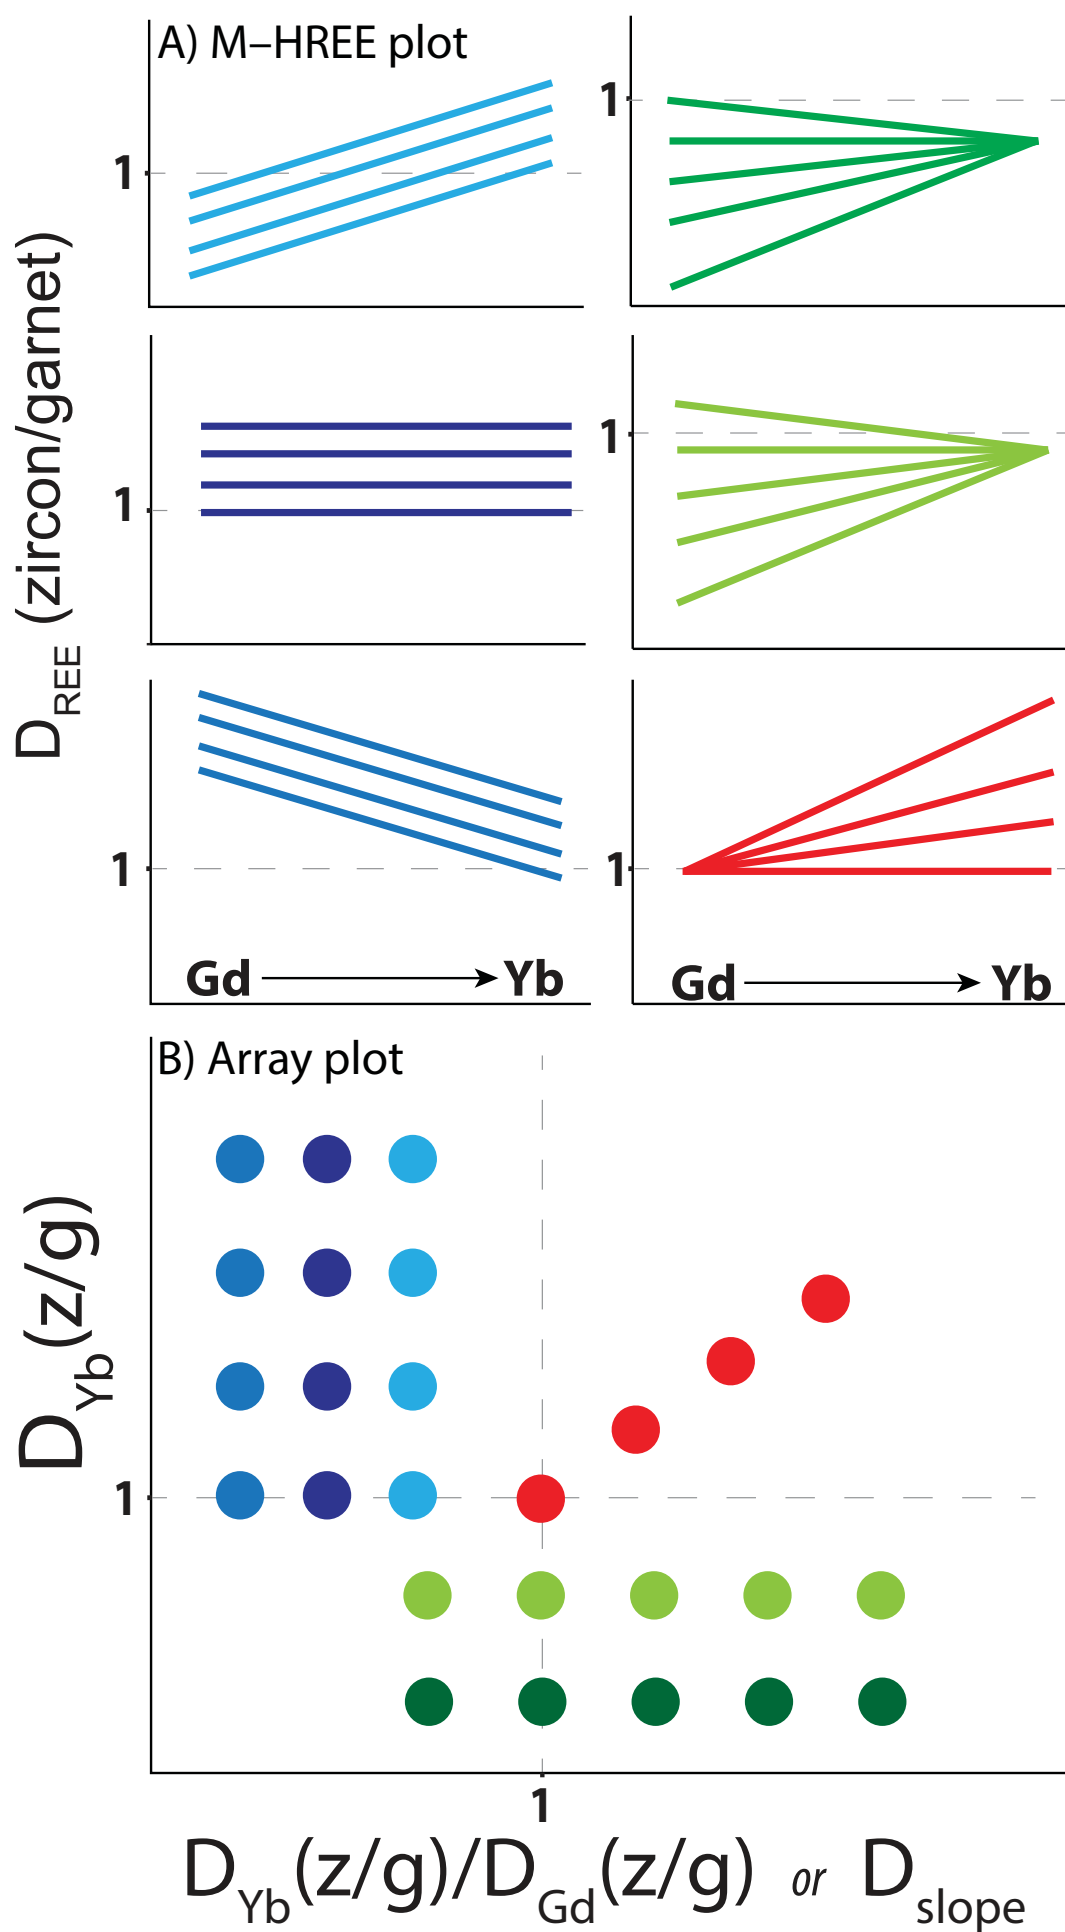 A) M–HREE plot
1
1
D_REE (zircon/garnet)
1
1
1
1
Gd Yb
Gd Yb
B) Array plot
D_Yb(z/g)
1
1
D_Yb(z/g)/D_Gd(z/g) or D_slope